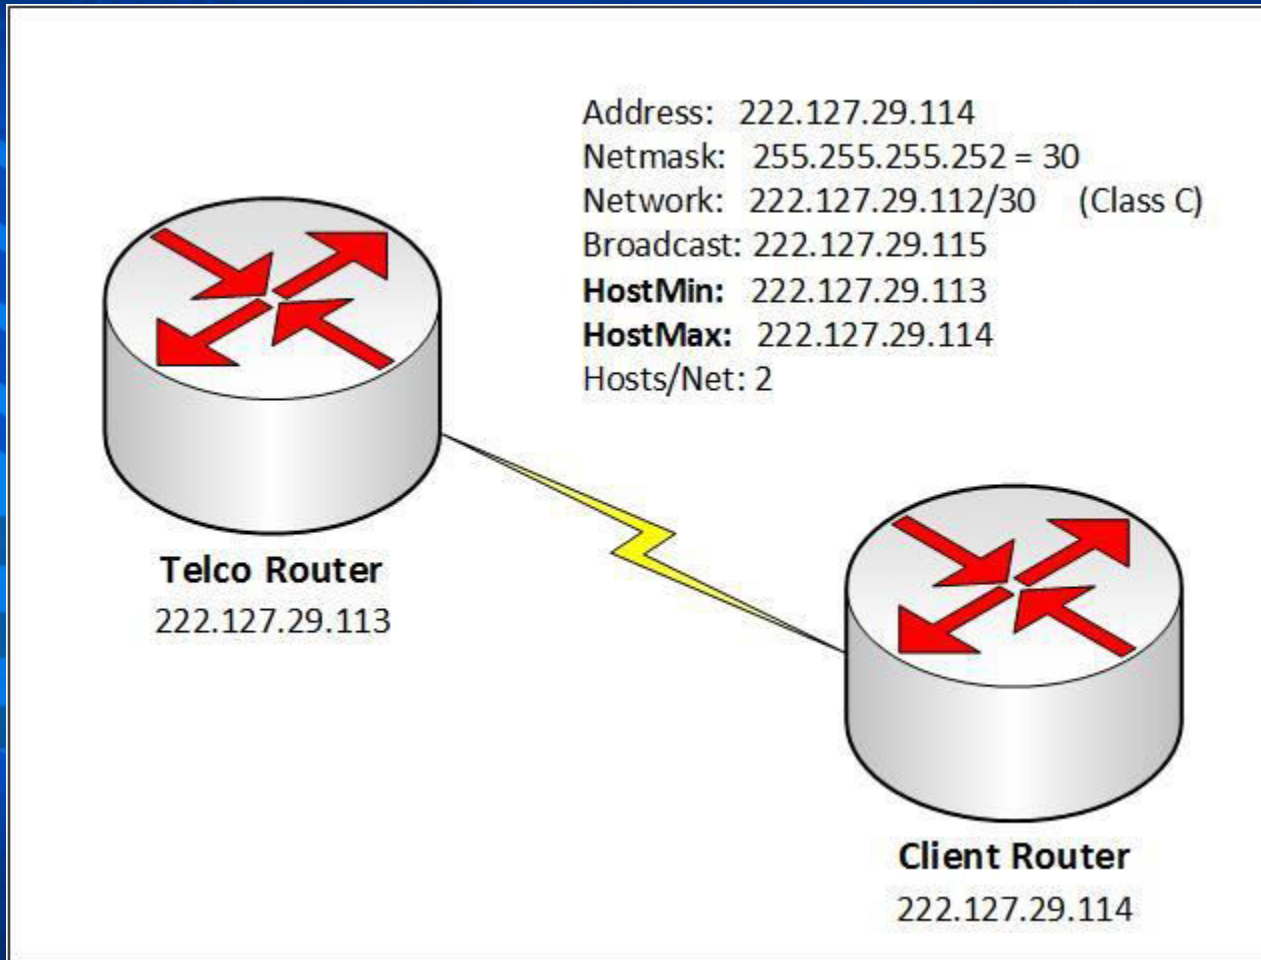 Address: 222.127.29.114
Netmask: 255.255.255.252 = 30
Network: 222.127.29.112/30 (Class C)
Broadcast: 222.127.29.115
HostMin: 222.127.29.113
HostMax: 222.127.29.114
Hosts/Net: 2
Telco Router
222.127.29.113
Client Router
222.127.29.114